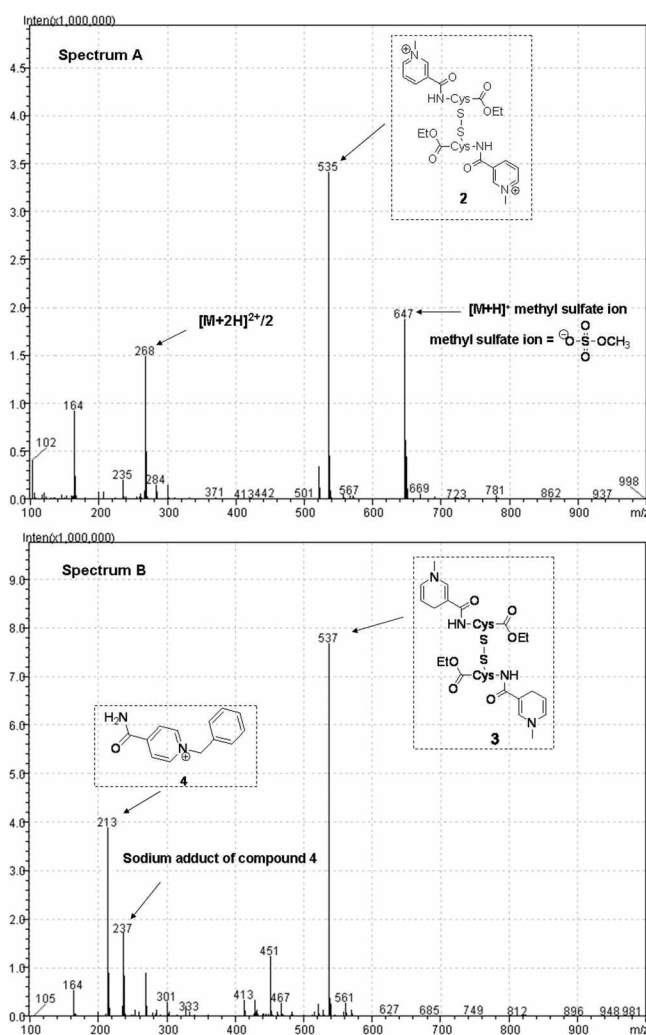 Inten(x1,000,000)
Spectrum A
4.5
4.0
3.5
3.0
2.5
2.0
1.5
1.0
0.5
0.0
N
⊕
O
HN-Cys
O
OEt
S
S
EtO
Cys-NH
O
O
N
⊕
2
535
[M+2H]²⁺/2
268
[M+H]⁺ methyl sulfate ion
647
methyl sulfate ion = ⊖O-S-OCH₃
O
O
164
102
235
284
371
413442
501
567
669
723
781
862
937
998
100 200 300 400 500 600 700 800 900 m/z
Inten(x1,000,000)
Spectrum B
9.0
8.0
7.0
6.0
5.0
4.0
3.0
2.0
1.0
0.0
N
O
HN-Cys
O
OEt
S
S
EtO
Cys-NH
O
O
N
3
537
H₂N
O
N
⊕
4
213
Sodium adduct of compound 4
237
451
164
105
301
333
413
467
561
627
685
749
812
896
948 981
100 200 300 400 500 600 700 800 900 m/z